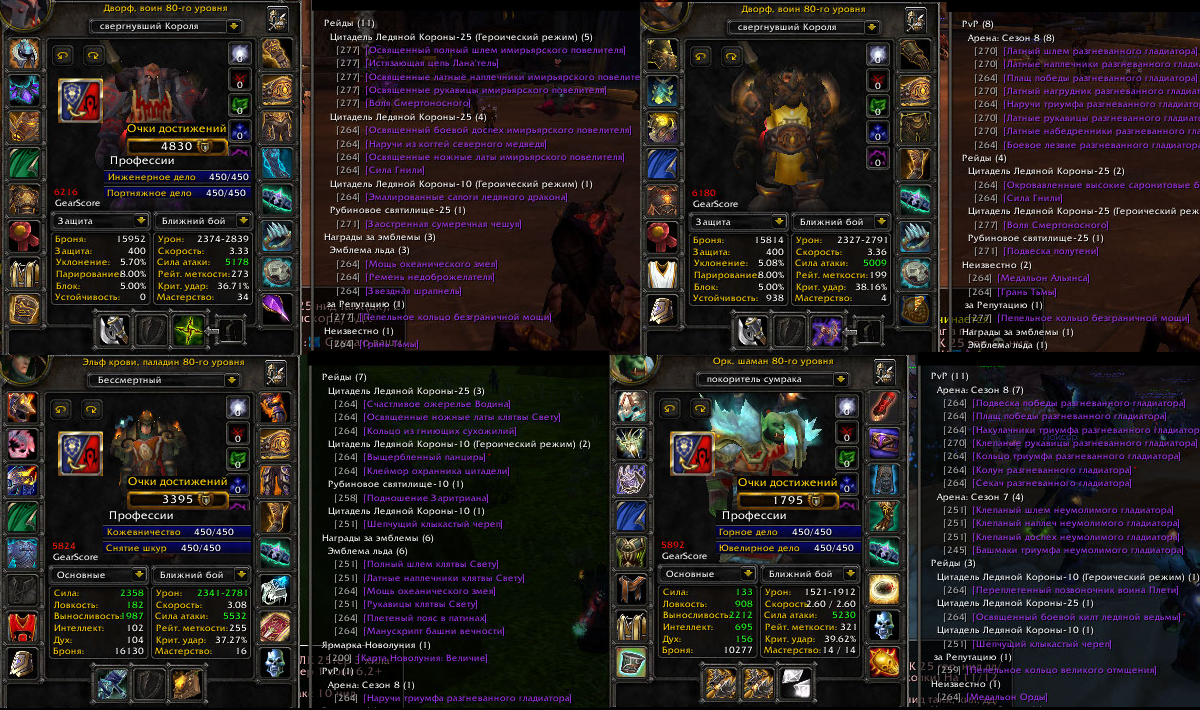 Дворф, воин 80-го уровня
свергнувший Короля
Очки достижений
4830
Профессии
Инженерное дело 450/450
Портняжное дело 450/450
6216
GearScore
Защита
Ближний бой
Броня: 15952
Защита: 400
Уклонение: 5.70%
Парирование: 8.00%
Блок: 5.00%
Устойчивость: 0
Урон: 2374-2839
Скорость: 3.33
Сила атаки: 5178
Рейт. меткости: 273
Крит. удар: 36.71%
Мастерство: 34
Рейды (11)
Цитадель Ледяной Короны-25 (Героический режим) (5)
[277] [Освященный полный шлем имирьярского повелителя]
[277] [Истязающая цепь Лана'тель]
[277] [Освященные латные наплечники имирьярского повелите
[277] [Освященные рукавицы имирьярского повелителя]
[277] [Воля Смертоносного]
Цитадель Ледяной Короны-25 (4)
[264] [Освященный боевой доспех имирьярского повелителя]
[264] [Наручи из когтей северного медведя]
[264] [Освященные ножные латы имирьярского повелителя]
[264] [Сила Гнили]
Цитадель Ледяной Короны-10 (Героический режим) (1)
[264] [Эмалированные сапоги ледяного дракона]
Рубиновое святилище-25 (1)
[271] [Заостренная сумеречная чешуя]
Награды за эмблемы (3)
Эмблема льда (3)
[264] [Мощь океанического змея]
[264] [Ремень недоброжелателя]
[264] [Звездная шрапнель]
за Репутацию (1)
[277] [Пепельное кольцо безграничной мощи]
Неизвестно (1)
[264] [Грань Тьмы]
Дворф, воин 80-го уровня
свергнувший Короля
6180
GearScore
Защита
Ближний бой
Броня: 15814
Защита: 400
Уклонение: 5.08%
Парирование: 8.00%
Блок: 5.00%
Устойчивость: 938
Урон: 2327-2791
Скорость: 3.36
Сила атаки: 5009
Рейт. меткости: 199
Крит. удар: 38.16%
Мастерство: 4
PvP (8)
Арена: Сезон 8 (8)
[270] [Латный шлем разгневанного гладиатора]
[270] [Латные наплечники разгневанного глади
[264] [Плащ победы разгневанного гладиатора]
[270] [Латный нагрудник разгневанного гладиа
[264] [Наручи триумфа разгневанного гладиато
[270] [Латные рукавицы разгневанного гладиат
[270] [Латные набедренники разгневанного глад
[264] [Боевое лезвие разгневанного гладиатора
Рейды (4)
Цитадель Ледяной Короны-25 (2)
[264] [Окровавленные высокие саронитовые б
[264] [Сила Гнили]
Цитадель Ледяной Короны-25 (Героический реж
[277] [Воля Смертоносного]
Рубиновое святилище-25 (1)
[271] [Подвеска полутени]
Неизвестно (2)
[264] [Медальон Альянса]
[264] [Грань Тьмы]
за Репутацию (1)
[277] [Пепельное кольцо безграничной мощи]
Награды за эмблемы (1)
Эмблема льда (1)
Эльф крови, паладин 80-го уровня
Бессмертный
Очки достижений
3395
Профессии
Кожевничество 450/450
Снятие шкур 450/450
5824
GearScore
Основные
Ближний бой
Сила: 2358
Ловкость: 182
Выносливость: 1987
Интеллект: 102
Дух: 104
Броня: 16130
Урон: 2341-2781
Скорость: 3.08
Сила атаки: 5532
Рейт. меткости: 255
Крит. удар: 37.27%
Мастерство: 16
Рейды (7)
Цитадель Ледяной Короны-25 (3)
[264] [Счастливое ожерелье Водина]
[264] [Освященные ножные латы клятвы Свету]
[264] [Кольцо из гниющих сухожилий]
Цитадель Ледяной Короны-10 (Героический режим) (2)
[264] [Выщербленный панцирь]
[264] [Клеймор охранника цитадели]
Рубиновое святилище-10 (1)
[258] [Подношение Заритриана]
Цитадель Ледяной Короны-10 (1)
[251] [Шепчущий клыкастый череп]
Награды за эмблемы (6)
Эмблема льда (6)
[251] [Полный шлем клятвы Свету]
[251] [Латные наплечники клятвы Свету]
[264] [Мощь океанического змея]
[251] [Рукавицы клятвы Свету]
[264] [Плетеный пояс в патинах]
[264] [Манускрипт башни вечности]
Ярмарка Новолуния (1)
[200] [Карта Новолуния: Величие]
PvP (1)
Арена: Сезон 8 (1)
[264] [Наручи триумфа разгневанного гладиатора]
Орк, шаман 80-го уровня
покоритель сумрака
Очки достижений
1795
Профессии
Горное дело 450/450
Ювелирное дело 450/450
5892
GearScore
Основные
Ближний бой
Сила: 133
Ловкость: 908
Выносливость: 2212
Интеллект: 695
Дух: 156
Броня: 10277
Урон: 1521-1912
Скорость: 2.60 / 2.60
Сила атаки: 5230
Рейт. меткости: 321
Крит. удар: 39.62%
Мастерство: 14 / 14
PvP (11)
Арена: Сезон 8 (7)
[264] [Подвеска победы разгневанного гладиатора]
[264] [Плащ победы разгневанного гладиатора]
[264] [Накулачники триумфа разгневанного гладиатора
[270] [Клепаные рукавицы разгневанного гладиатора]
[264] [Кольцо триумфа разгневанного гладиатора]
[264] [Колун разгневанного гладиатора]
[264] [Секач разгневанного гладиатора]
Арена: Сезон 7 (4)
[251] [Клепаный шлем неумолимого гладиатора]
[251] [Клепаный наплеч неумолимого гладиатора]
[251] [Клепаный доспех неумолимого гладиатора]
[245] [Башмаки триумфа неумолимого гладиатора]
Рейды (3)
Цитадель Ледяной Короны-10 (Героический режим) (1)
[264] [Переплетенный позвоночник воина Плети]
Цитадель Ледяной Короны-25 (1)
[264] [Освященный боевой килт ледяной ведьмы]
Цитадель Ледяной Короны-10 (1)
[251] [Шепчущий клыкастый череп]
за Репутацию (1)
[259] [Пепельное кольцо великого отмщения]
Неизвестно (1)
[264] [Медальон Орды]